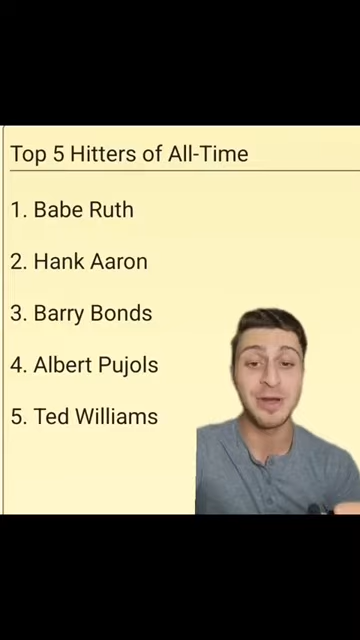 Top 5 Hitters of All-Time
1. Babe Ruth
2. Hank Aaron
3. Barry Bonds
4. Albert Pujols
5. Ted Williams